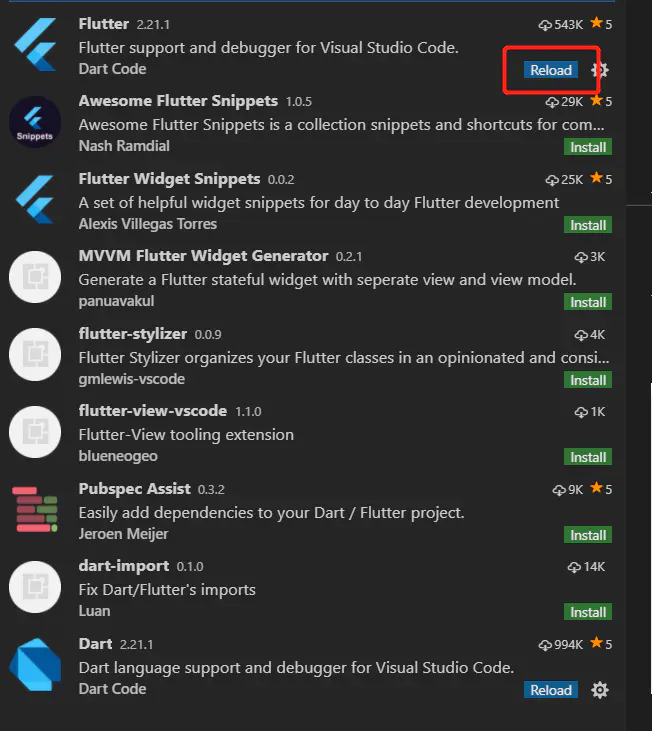 Flutter 2.21.1 543K 5
Flutter support and debugger for Visual Studio Code.
Dart Code Reload
Awesome Flutter Snippets 1.0.5 29K 5
Snippets
Awesome Flutter Snippets is a collection snippets and shortcuts for com...
Nash Ramdial Install
Flutter Widget Snippets 0.0.2 25K 5
A set of helpful widget snippets for day to day Flutter development
Alexis Villegas Torres Install
MVVM Flutter Widget Generator 0.2.1 3K
Generate a Flutter stateful widget with seperate view and view model.
panuavakul Install
flutter-stylizer 0.0.9 4K
Flutter Stylizer organizes your Flutter classes in an opinionated and consi...
gmlewis-vscode Install
flutter-view-vscode 1.1.0 1K
Flutter-View tooling extension
blueneogeo Install
Pubspec Assist 0.3.2 9K 5
Easily add dependencies to your Dart / Flutter project.
Jeroen Meijer Install
dart-import 0.1.0 14K
Fix Dart/Flutter's imports
Luan Install
Dart 2.21.1 994K 5
Dart language support and debugger for Visual Studio Code.
Dart Code Reload